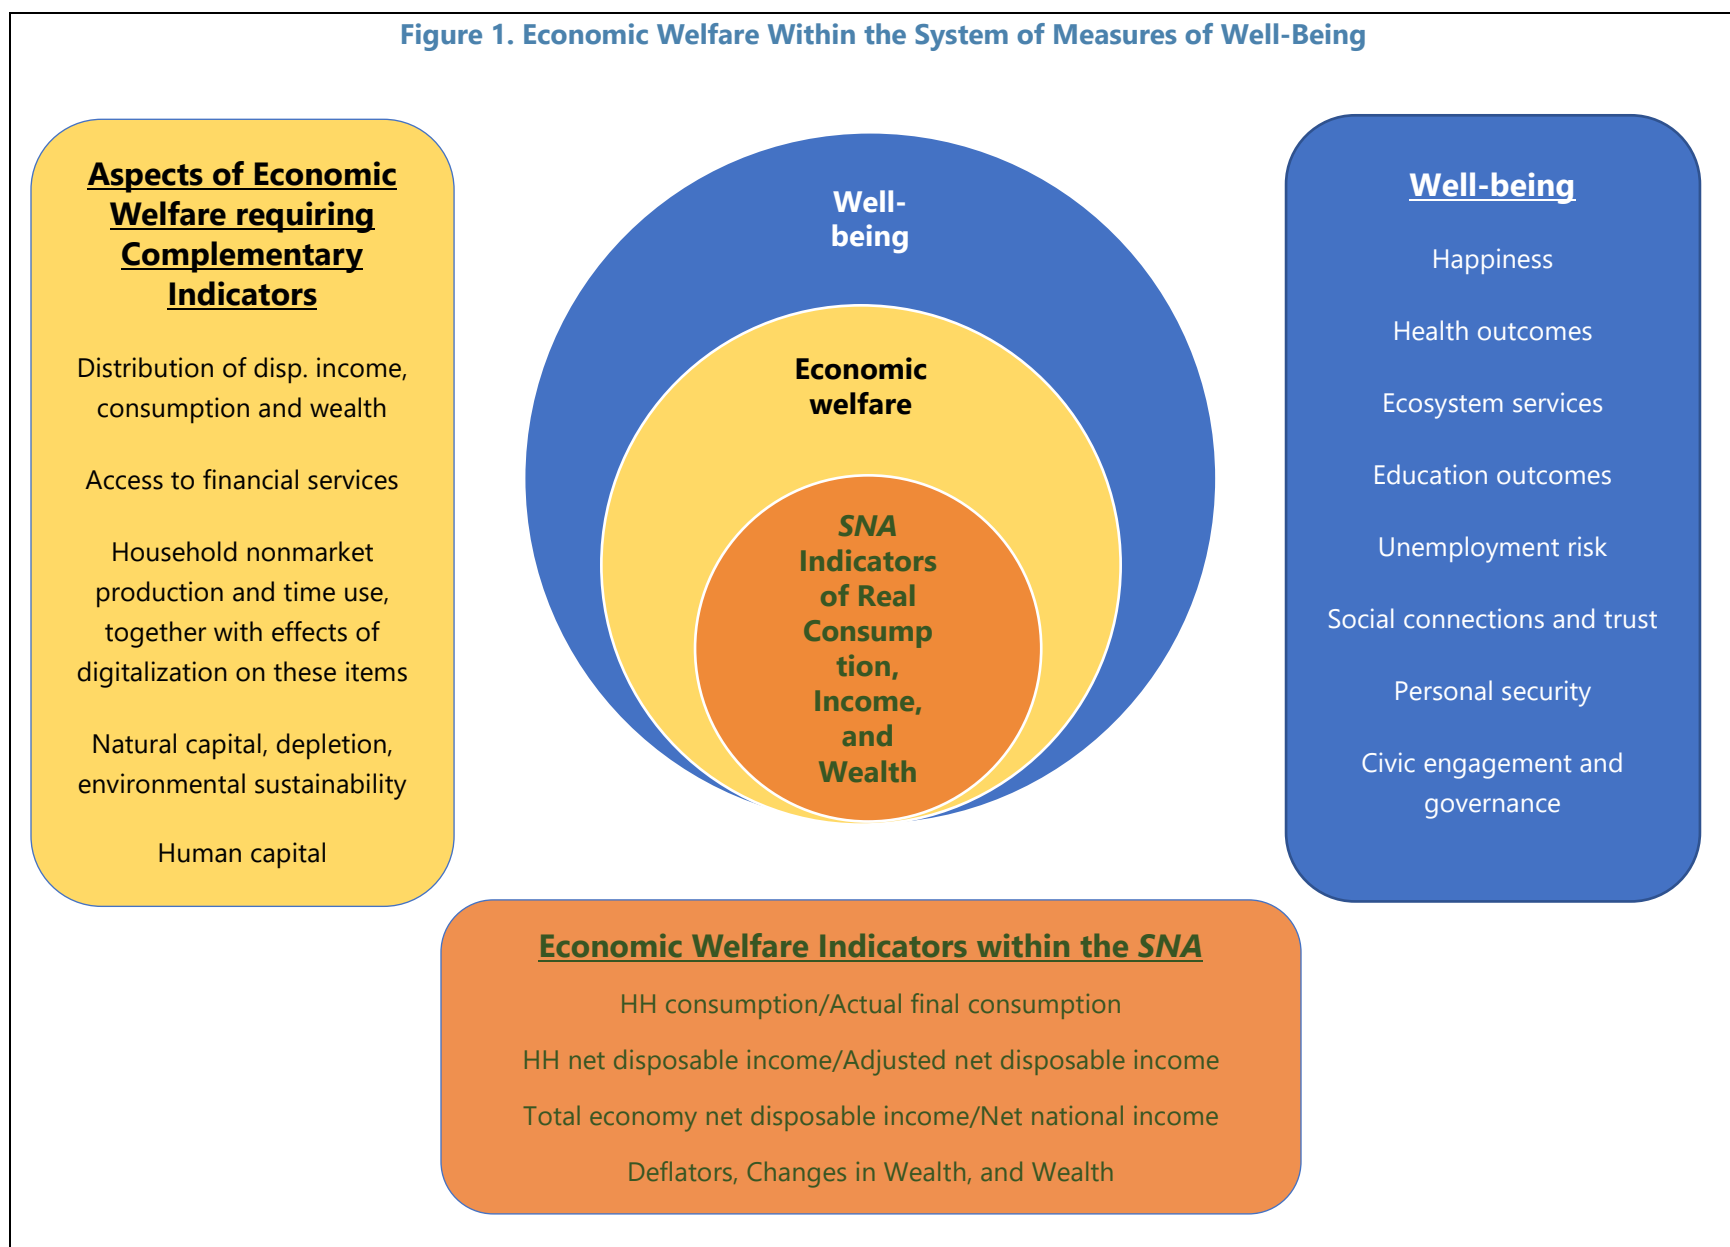 Figure 1. Economic Welfare Within the System of Measures of Well-Being
Aspects of Economic
Welfare requiring
Complementary
Indicators
Distribution of disp. income,
consumption and wealth
Access to financial services
Household nonmarket
production and time use,
together with effects of
digitalization on these items
Natural capital, depletion,
environmental sustainability
Human capital
Well-
being
Economic
welfare
SNA
Indicators
of Real
Consump
tion,
Income,
and
Wealth
Well-being
Happiness
Health outcomes
Ecosystem services
Education outcomes
Unemployment risk
Social connections and trust
Personal security
Civic engagement and
governance
Economic Welfare Indicators within the SNA
HH consumption/Actual final consumption
HH net disposable income/Adjusted net disposable income
Total economy net disposable income/Net national income
Deflators, Changes in Wealth, and Wealth